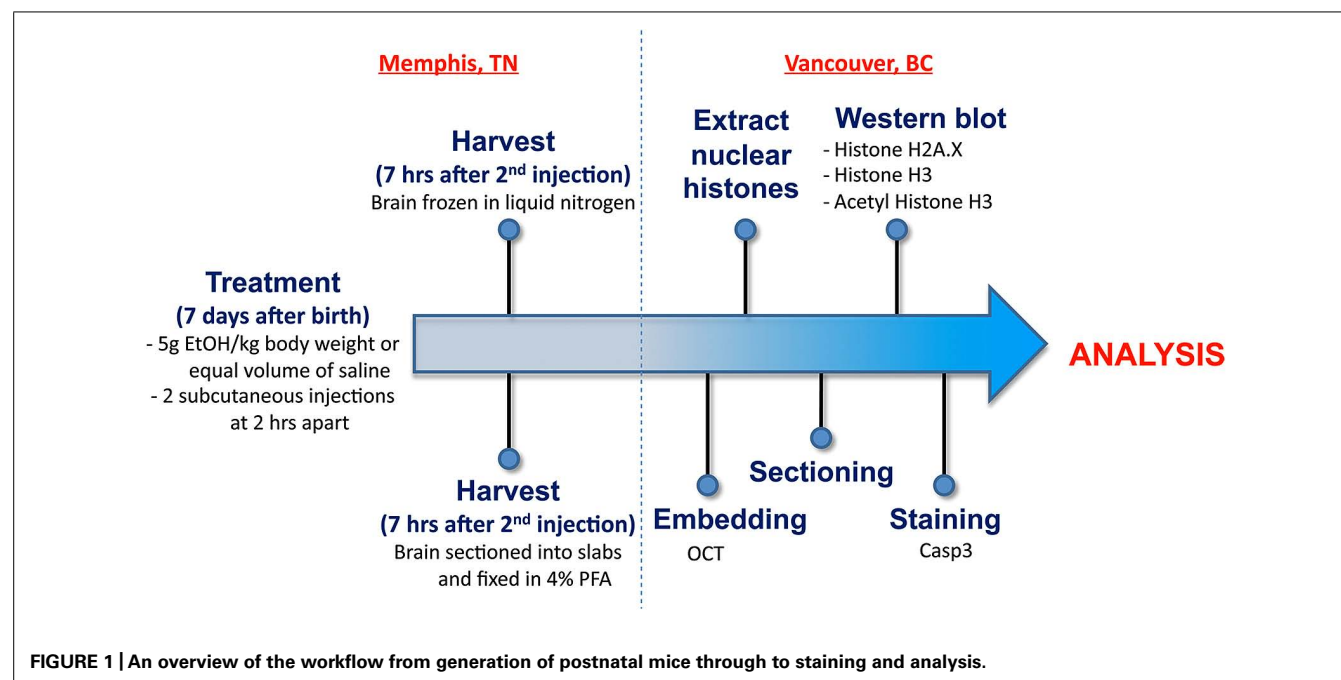 Memphis, TN
Vancouver, BC
Harvest
(7 hrs after 2nd injection)
Brain frozen in liquid nitrogen
Extract
nuclear
histones
Western blot
- Histone H2A.X
- Histone H3
- Acetyl Histone H3
Treatment
(7 days after birth)
- 5g EtOH/kg body weight or
equal volume of saline
- 2 subcutaneous injections
at 2 hrs apart
ANALYSIS
Harvest
(7 hrs after 2nd injection)
Brain sectioned into slabs
and fixed in 4% PFA
Embedding
OCT
Sectioning
Staining
Casp3
FIGURE 1 | An overview of the workflow from generation of postnatal mice through to staining and analysis.